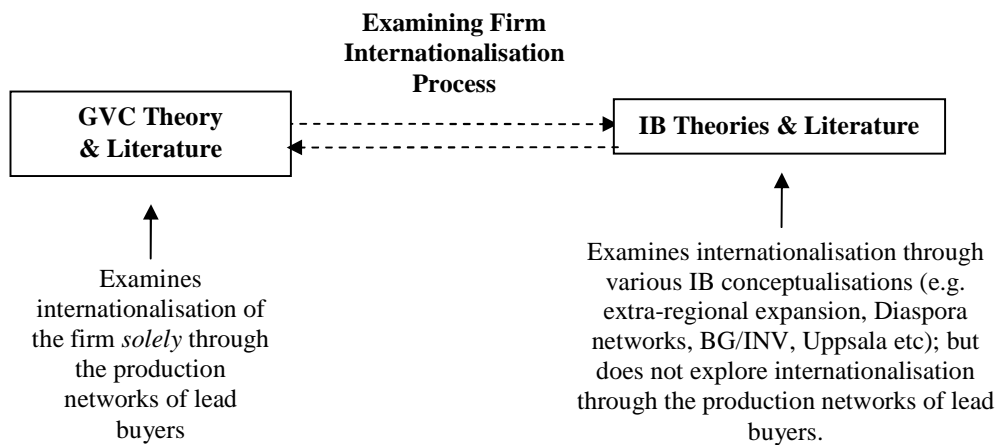 Examining Firm
Internationalisation
Process
GVC Theory
& Literature
IB Theories & Literature
Examines
internationalisation of
the firm solely through
the production
networks of lead
buyers
Examines internationalisation through
various IB conceptualisations (e.g.
extra-regional expansion, Diaspora
networks, BG/INV, Uppsala etc); but
does not explore internationalisation
through the production networks of lead
buyers.